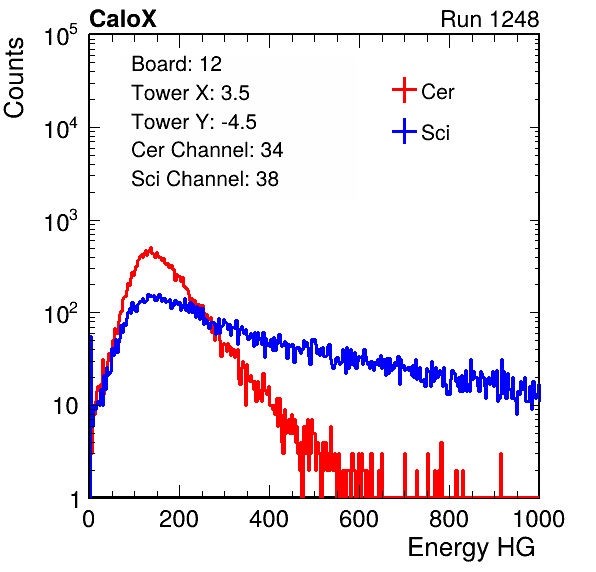 CaloX Run 1248
Counts
10^5
10^4
10^3
10^2
10
1
Board: 12
Tower X: 3.5
Tower Y: -4.5
Cer Channel: 34
Sci Channel: 38
Cer
Sci
0 200 400 600 800 1000
Energy HG